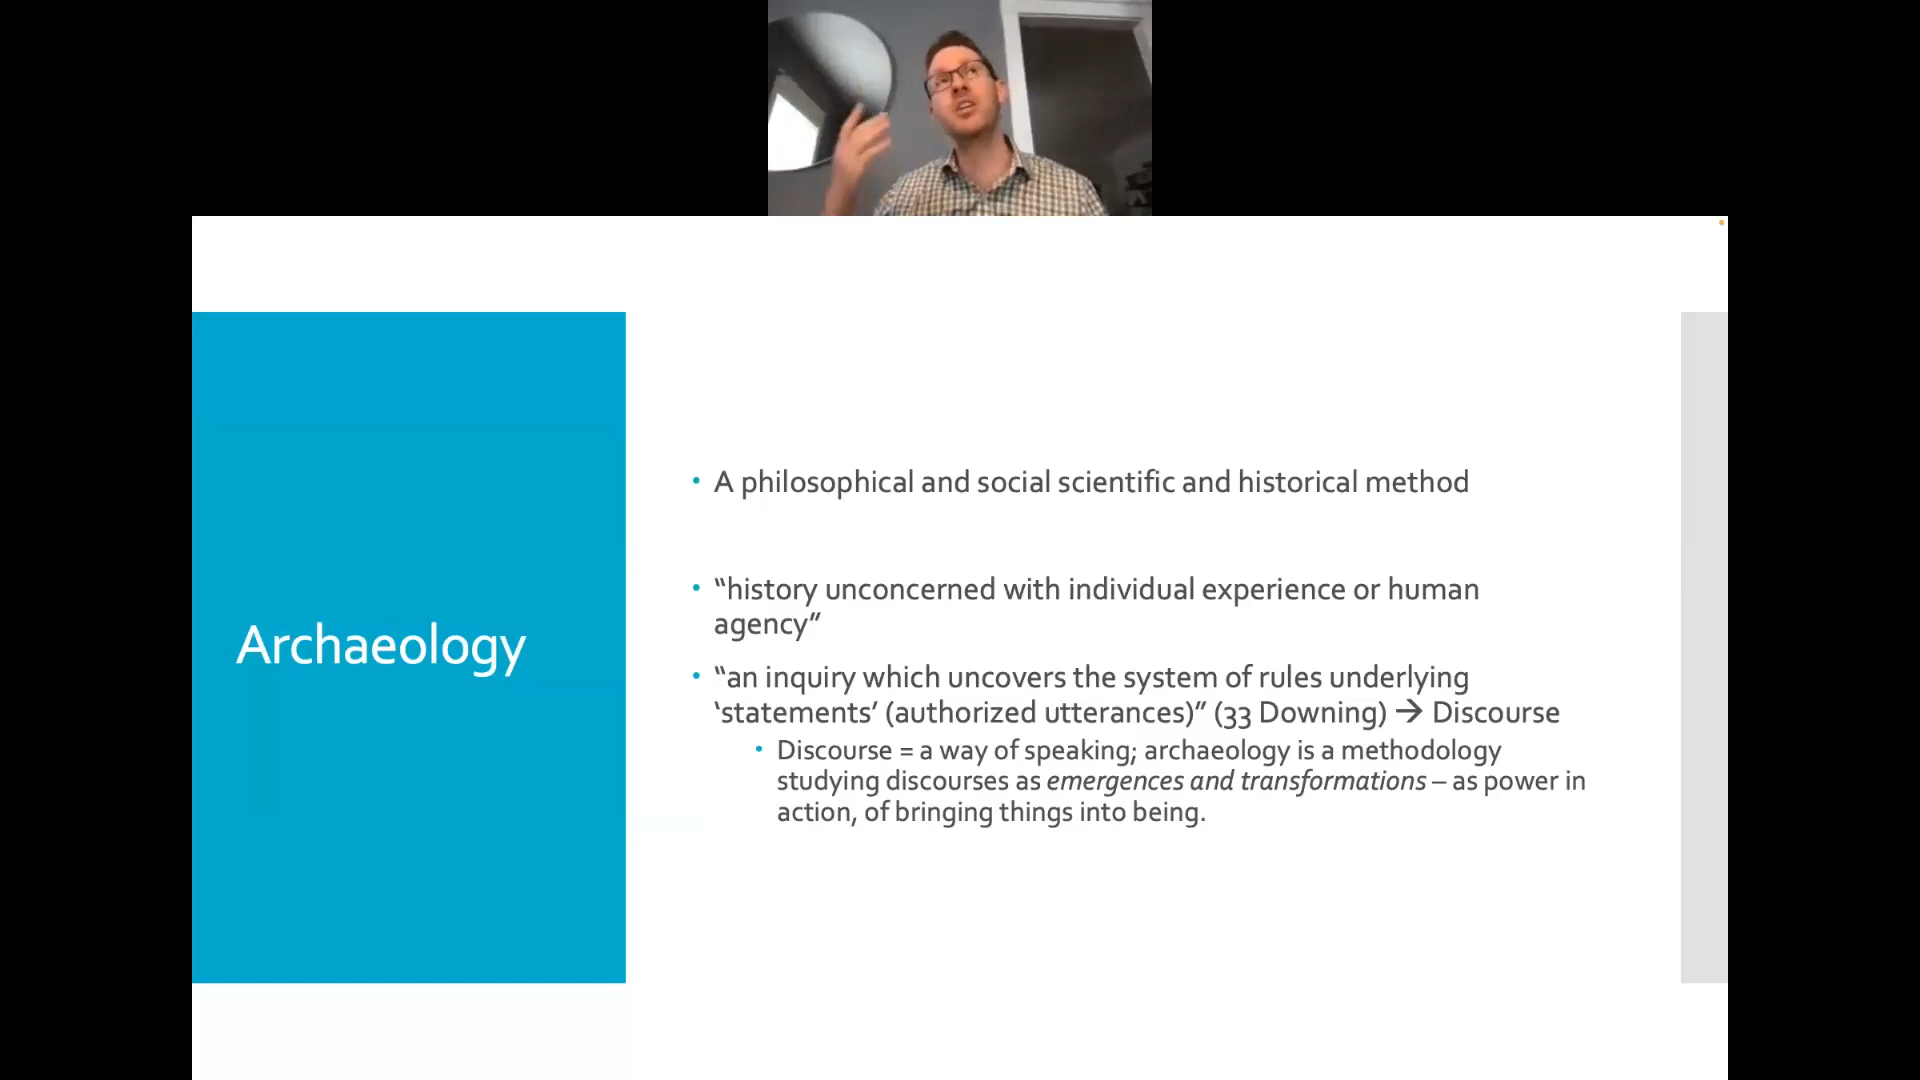 Archaeology
• A philosophical and social scientific and historical method
• “history unconcerned with individual experience or human
agency”
• “an inquiry which uncovers the system of rules underlying
‘statements’ (authorized utterances)” (33 Downing) → Discourse
• Discourse = a way of speaking; archaeology is a methodology
studying discourses as emergences and transformations – as power in
action, of bringing things into being.